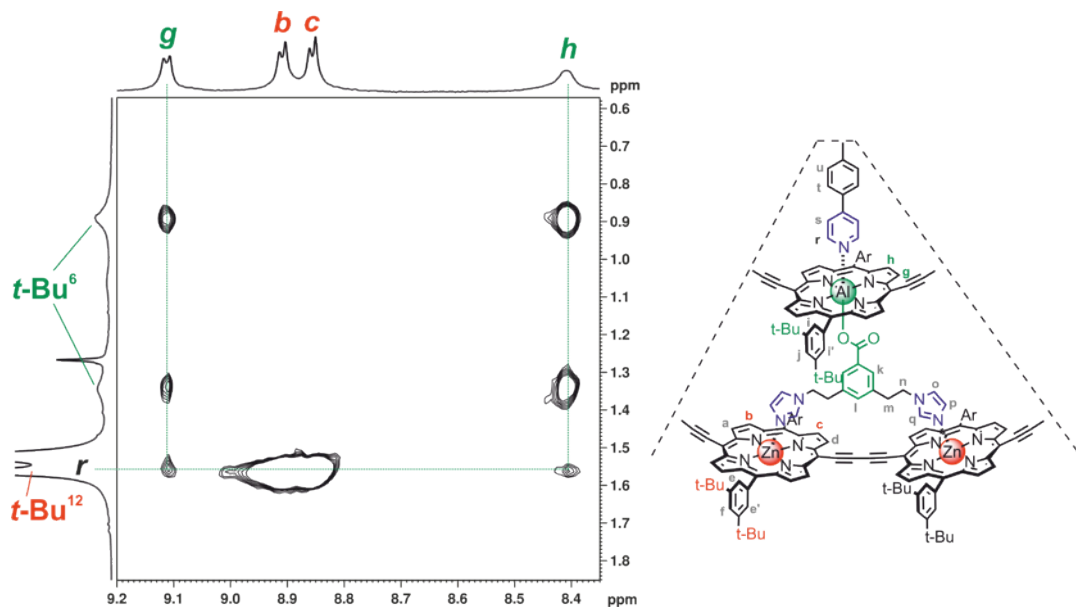 g b c h
ppm
0.6
0.7
0.8
0.9
1.0
1.1
1.2
1.3
1.4
1.5
1.6
1.7
1.8
9.2 9.1 9.0 8.9 8.8 8.7 8.6 8.5 8.4 ppm
t-Bu⁶
r
t-Bu¹²
u
t
s
r
N
Ar
h
g
N N
Al
N N
t-Bu
i
i'
j
t-Bu
O
O
k
l
m
n
N
N
N
o
p
q
N
Ar
a
b
c
d
N N
Zn
N N
Ar
N N
Zn
N N
t-Bu
e
e'
f
t-Bu
t-Bu
t-Bu